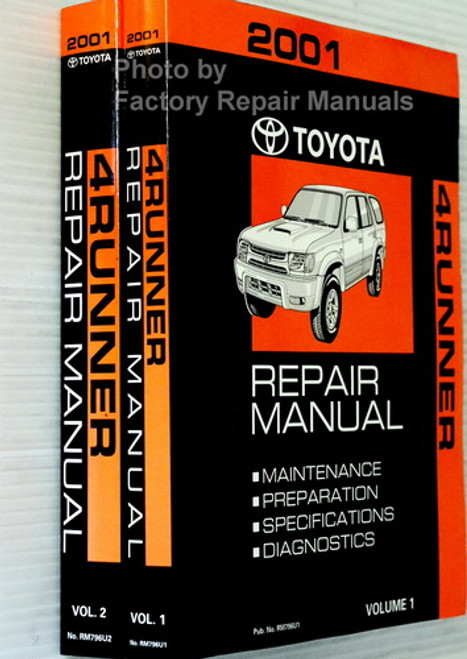 2001
TOYOTA
4RUNNER
REPAIR MANUAL
VOL. 2
No. RM796U2
2001
TOYOTA
4RUNNER
REPAIR MANUAL
VOL. 1
No. RM796U1
Photo by
Factory Repair Manuals
2001
TOYOTA
4RUNNER
REPAIR
MANUAL
MAINTENANCE
PREPARATION
SPECIFICATIONS
DIAGNOSTICS
VOLUME 1
Pub. No. RM796U1